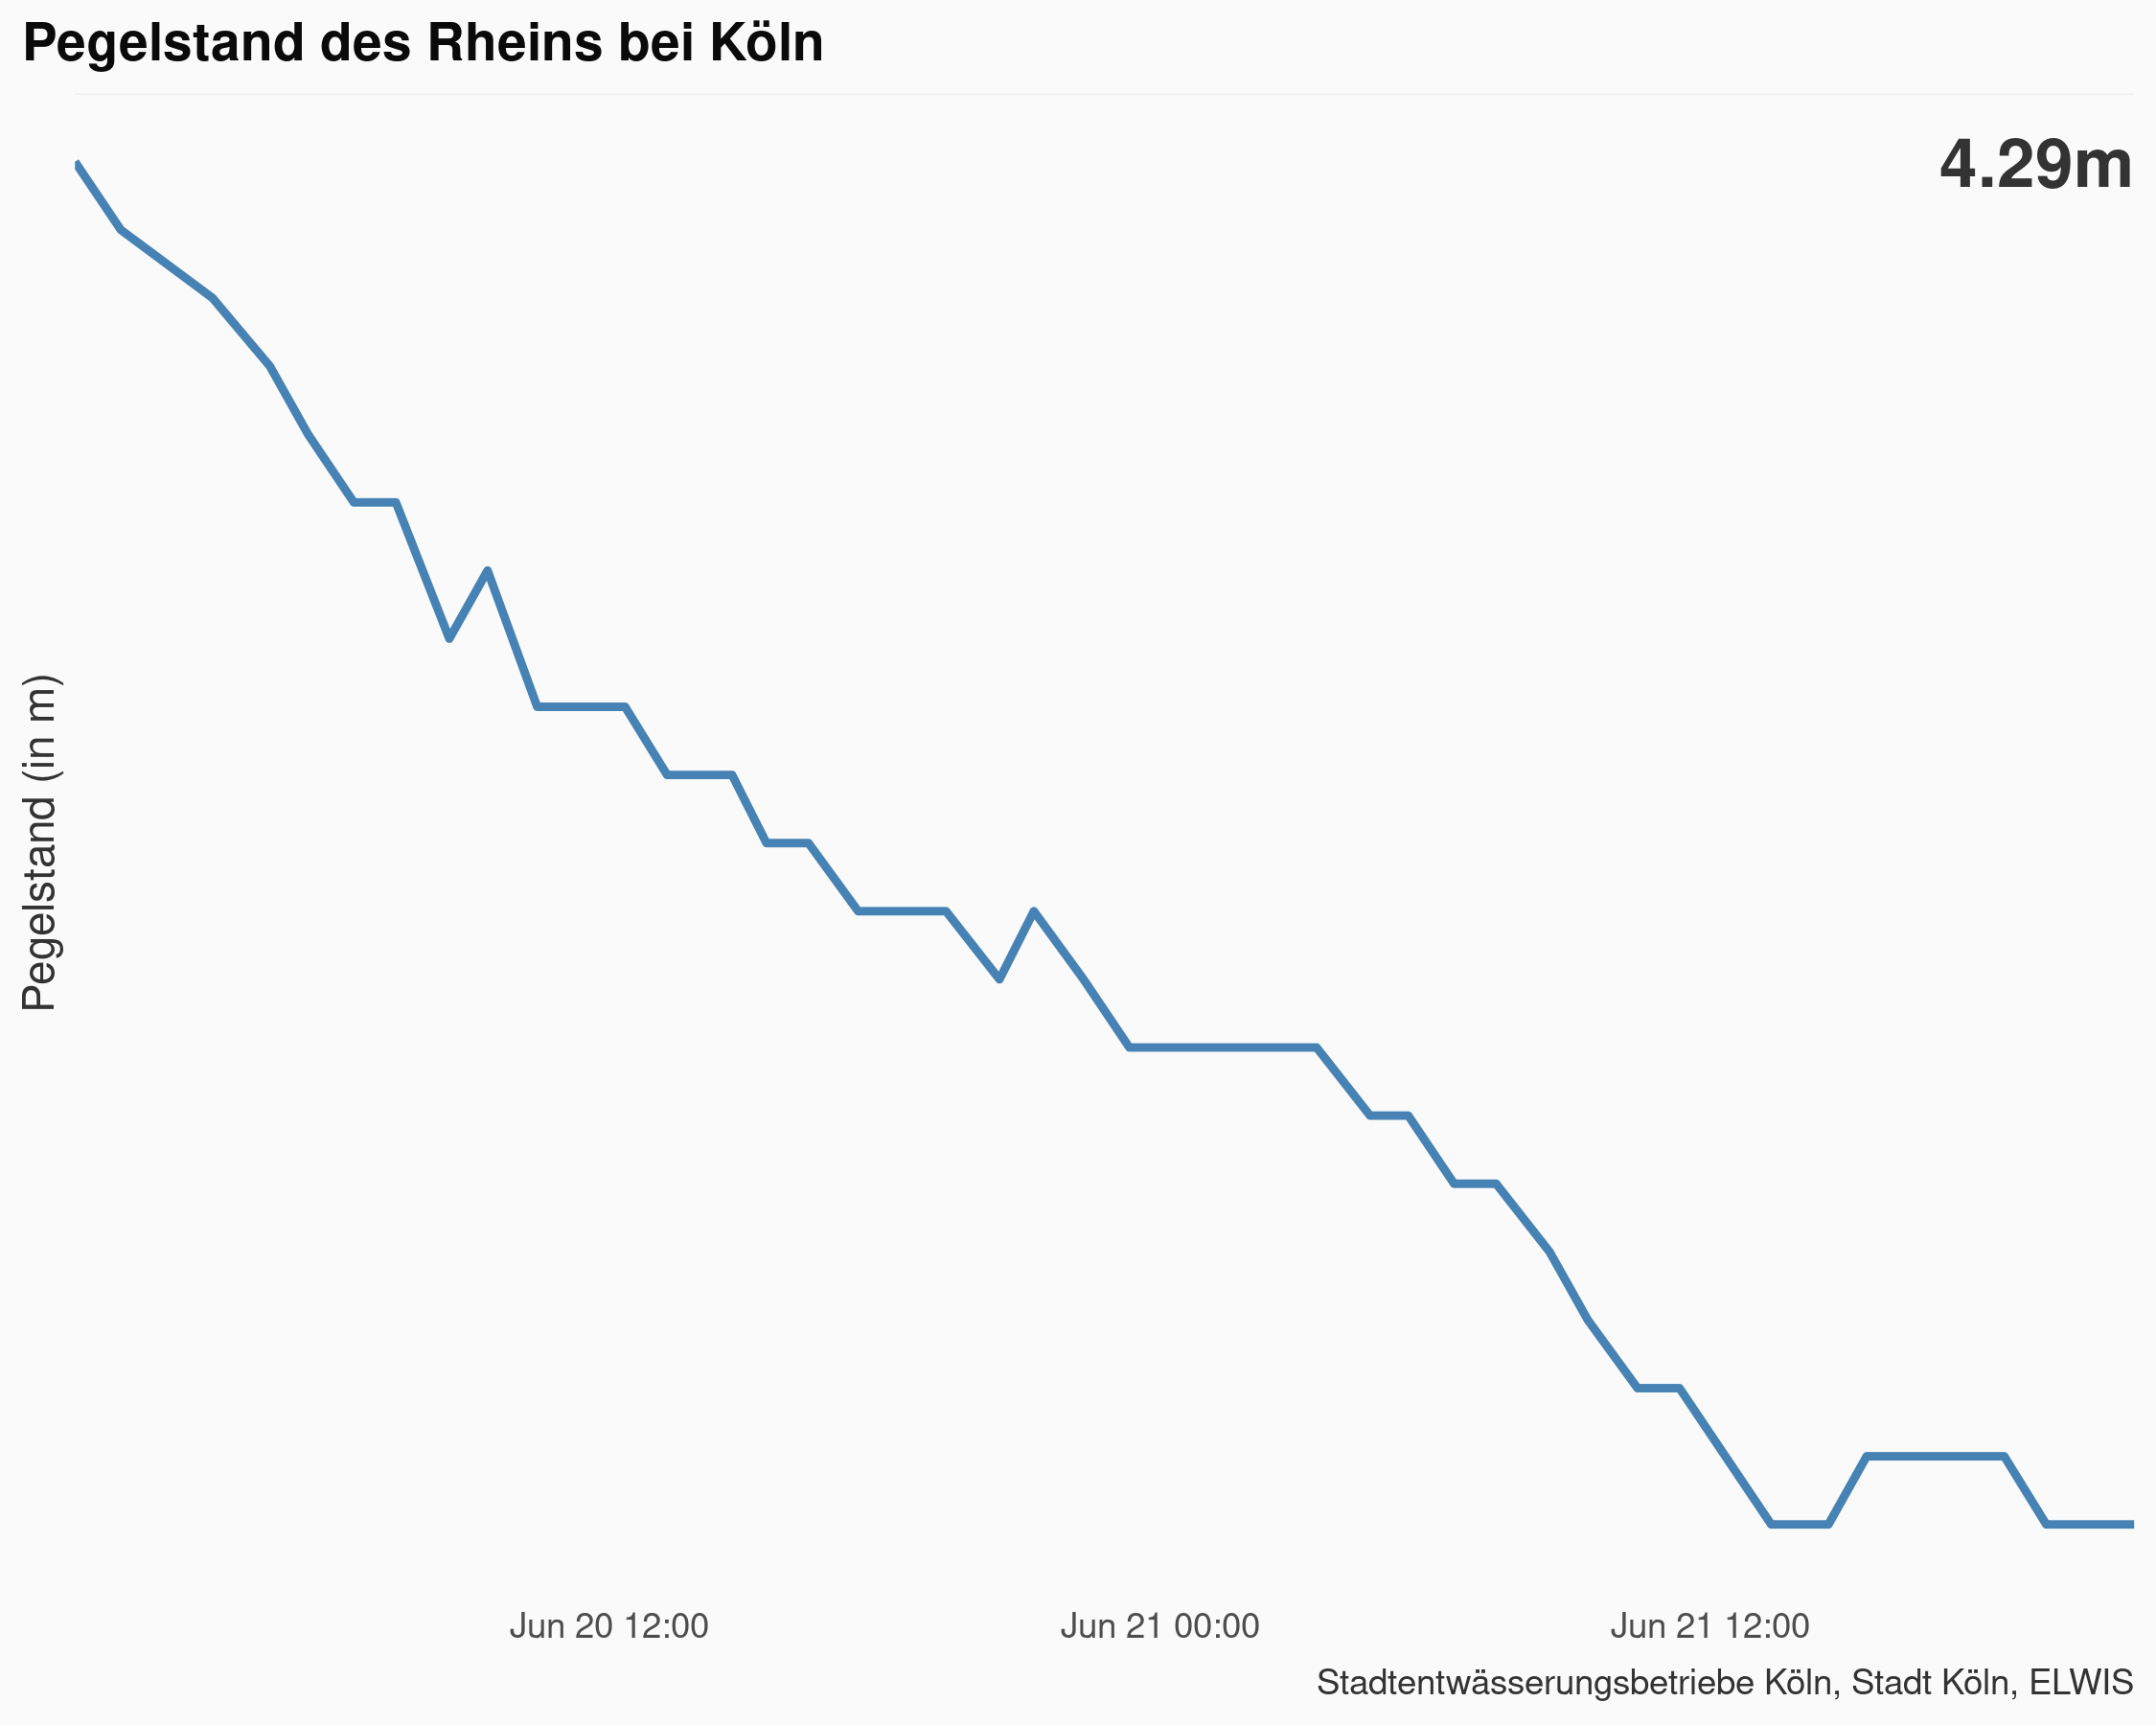 Pegelstand des Rheins bei Köln
4.29m
Pegelstand (in m)
Jun 20 12:00
Jun 21 00:00
Jun 21 12:00
Stadtentwässerungsbetriebe Köln, Stadt Köln, ELWIS